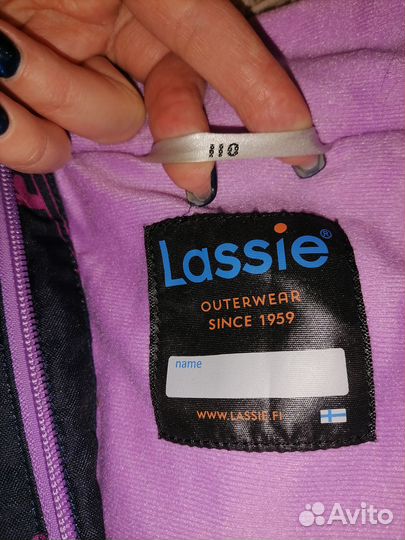 110
Lassie®
OUTERWEAR
SINCE 1959
name
WWW.LASSIE.FI
Avito